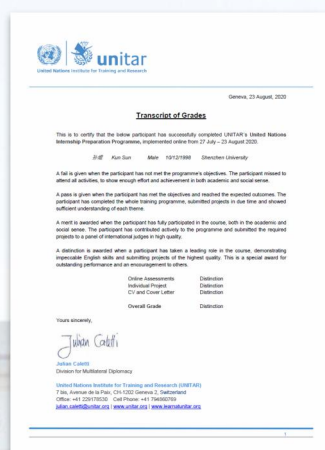 unitar
United Nations Institute for Training and Research
Geneva, 23 August, 2020
Transcript of Grades
This is to certify that the below participant has successfully completed UNITAR's United Nations
Internship Preparation Programme, implemented online from 27 July – 23 August 2020.
Kun Sun Male 10/12/1998 Shenzhen University
A fail is given when the participant has not met the programme's objectives. The participant missed to
attend all activities, to show enough effort and achievement in both academic and social sense.
A pass is given when the participant has met the objectives and reached the expected outcomes. The
participant has completed the whole training programme, submitted projects in due time and showed
sufficient understanding of each theme.
A merit is awarded when the participant has fully participated in the course, both in the academic and
social sense. The participant has contributed actively to the programme and submitted the required
projects to a panel of international judges in high quality.
A distinction is awarded when a participant has taken a leading role in the course, demonstrating
impeccable English skills and submitting projects of the highest quality. This is a special award for
outstanding performance and an encouragement to others.
Online Assessments Distinction
Individual Project Distinction
CV and Cover Letter Distinction
Overall Grade Distinction
Yours sincerely,
Julian Caletti
Julian Caletti
Division for Multilateral Diplomacy
United Nations Institute for Training and Research (UNITAR)
7 bis, Avenue de la Paix, CH-1202 Geneva 2, Switzerland
Office: +41 229178530 Cell Phone: +41 794060769
julian.caletti@unitar.org | www.unitar.org | www.learnatunitar.org
1